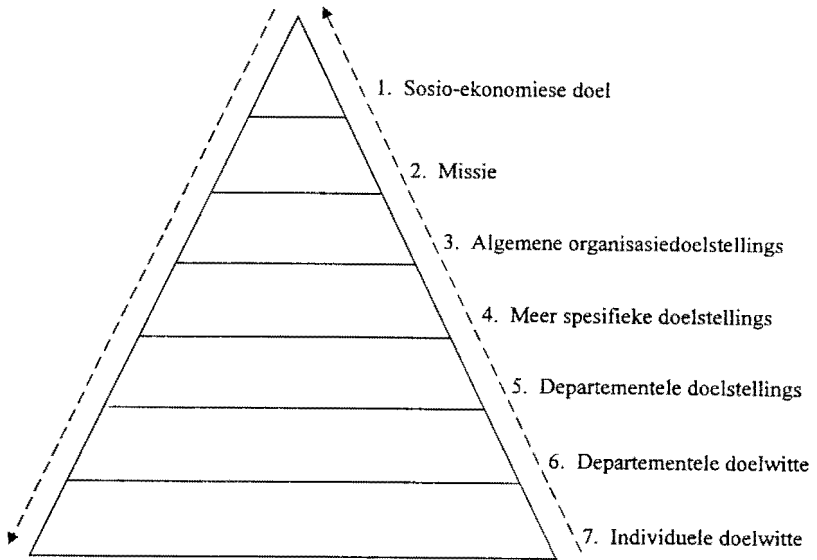 1. Sosio-ekonomiese doel
2. Missie
3. Algemene organisasiedoelstellings
4. Meer spesifieke doelstellings
5. Departementele doelstellings
6. Departementele doelwitte
7. Individuele doelwitte